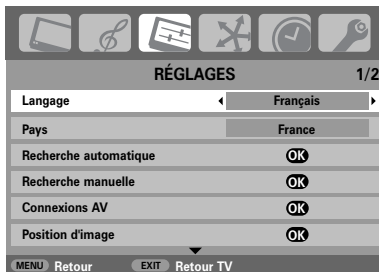 RÉGLAGES 1/2
Langage Français
Pays France
Recherche automatique OK
Recherche manuelle OK
Connexions AV OK
Position d'image OK
MENU Retour EXIT Retour TV